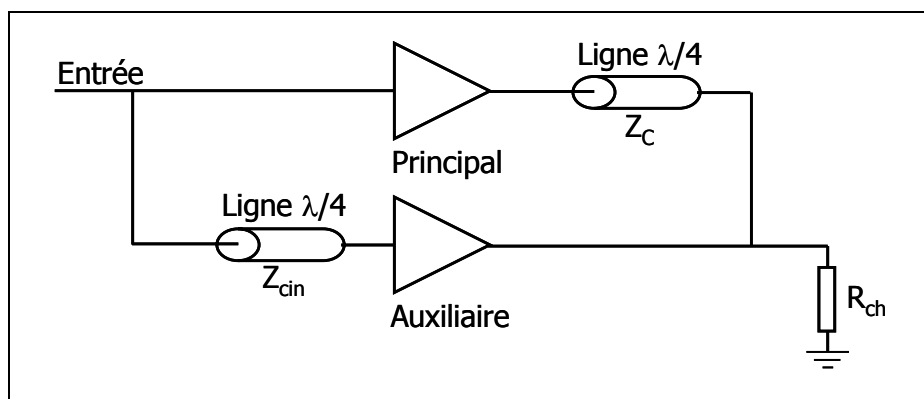 Entrée
Ligne λ/4
Z_C
Principal
Ligne λ/4
Z_cin
Auxiliaire
R_ch